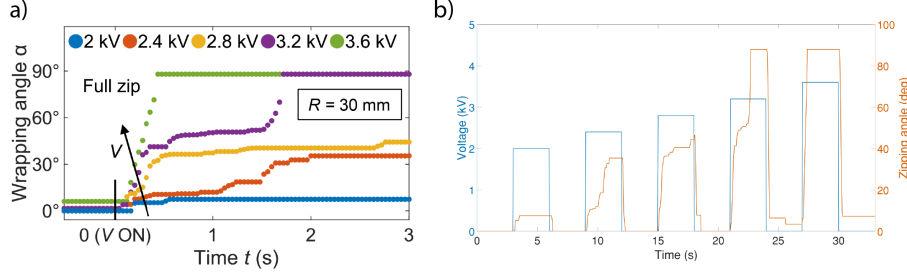 a)
2 kV 2.4 kV 2.8 kV 3.2 kV 3.6 kV
Wrapping angle α
90°
60°
30°
0°
Full zip
V
R = 30 mm
0 (V ON) 1 2 3
Time t (s)
b)
Voltage (kV)
5
4
3
2
1
0
0 5 10 15 20 25 30
Time (s)
100
80
60
40
20
0
Zipping angle (deg)